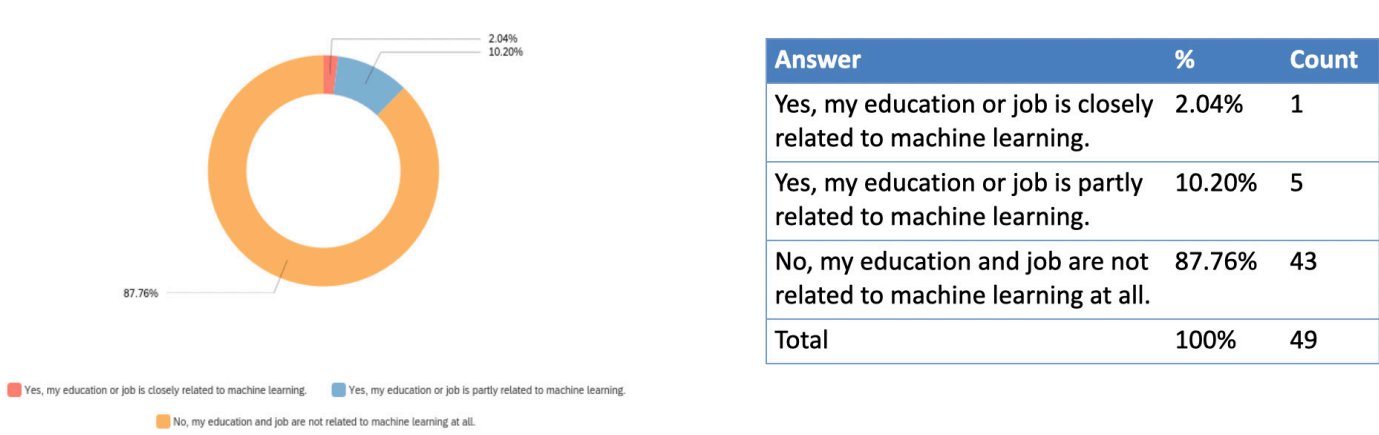 2.04%
10.20%
87.76%
Yes, my education or job is closely related to machine learning.
Yes, my education or job is partly related to machine learning.
No, my education and job are not related to machine learning at all.
Answer % Count
Yes, my education or job is closely 2.04% 1
related to machine learning.
Yes, my education or job is partly 10.20% 5
related to machine learning.
No, my education and job are not 87.76% 43
related to machine learning at all.
Total 100% 49